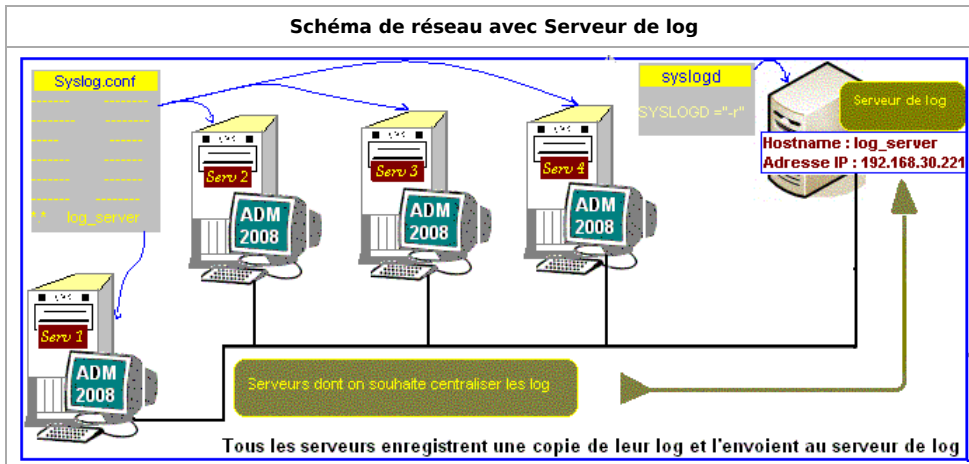 Schéma de réseau avec Serveur de log
Syslog.conf
*.* log_server
syslogd
SYSLOGD ="-r"
Serveur de log
Hostname : log_server
Adresse IP : 192.168.30.221
Serv 2
Serv 3
Serv 4
ADM
2008
ADM
2008
ADM
2008
Serv 1
ADM
2008
Serveurs dont on souhaite centraliser les log
Tous les serveurs enregistrent une copie de leur log et l'envoient au serveur de log